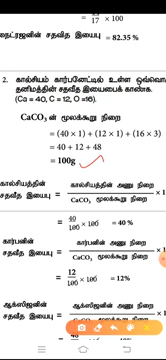 15/17 × 100
நைட்ரஜனின் சதவீத இயைபு = 82.35 %
2. கால்சியம் கார்பனேட்டில் உள்ள ஒவ்வொ
தனிமத்தின் சதவீத இயைபைக் காண்க.
(Ca = 40, C = 12, O =16).
CaCO₃ ன் மூலக்கூறு நிறை
= (40 × 1) + (12 × 1) + (16 × 3)
= 40 + 12 + 48
= 100g
கால்சியத்தின் சதவீத இயைபு = கால்சியத்தின் அணு நிறை / CaCO₃ மூலக்கூறு நிறை × 1
= 40/100 × 100 = 40 %
கார்பனின் சதவீத இயைபு = கார்பனின் அணு நிறை / CaCO₃ மூலக்கூறு நிறை × 1
= 12/100 × 100 = 12%
ஆக்ஸிஜனின் சதவீத இயைபு = ஆக்ஸிஜனின் அணு நிறை / CaCO₃ மூலக்கூறு நிறை